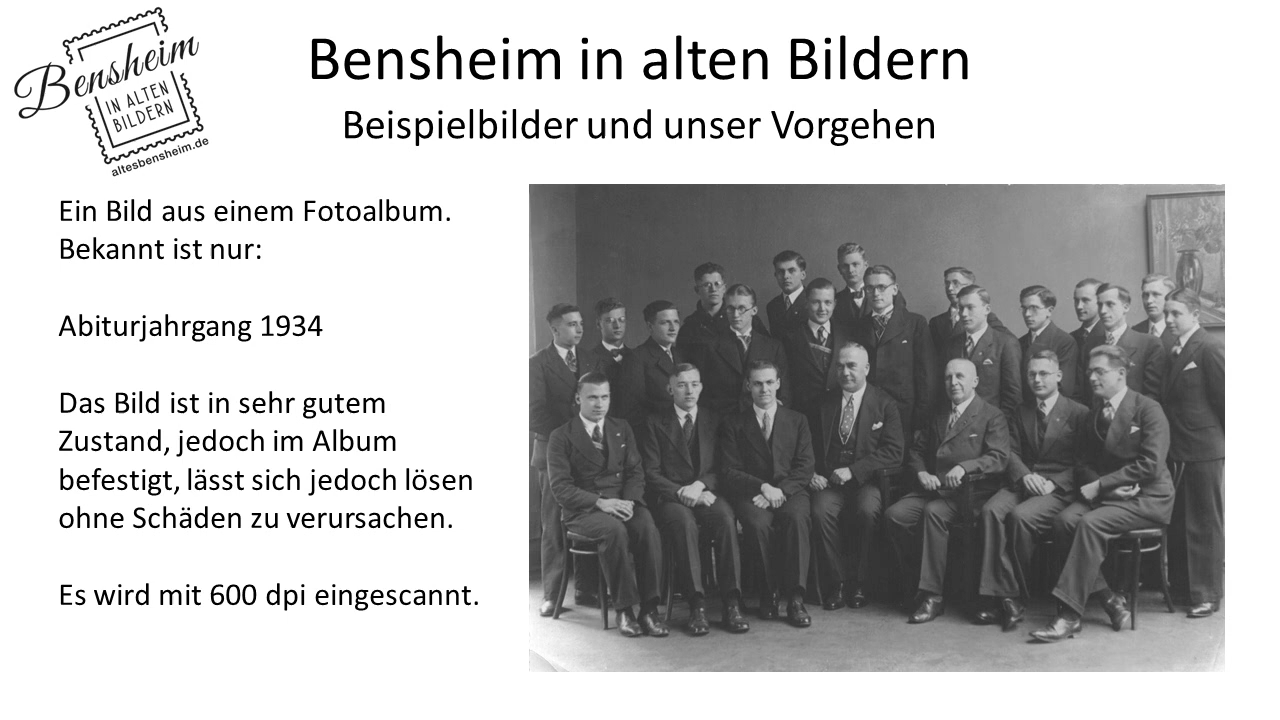 Bensheim
IN ALTEN
BILDERN
altesbensheim.de
Bensheim in alten Bildern
Beispielbilder und unser Vorgehen
Ein Bild aus einem Fotoalbum.
Bekannt ist nur:
Abiturjahrgang 1934
Das Bild ist in sehr gutem
Zustand, jedoch im Album
befestigt, lässt sich jedoch lösen
ohne Schäden zu verursachen.
Es wird mit 600 dpi eingescannt.